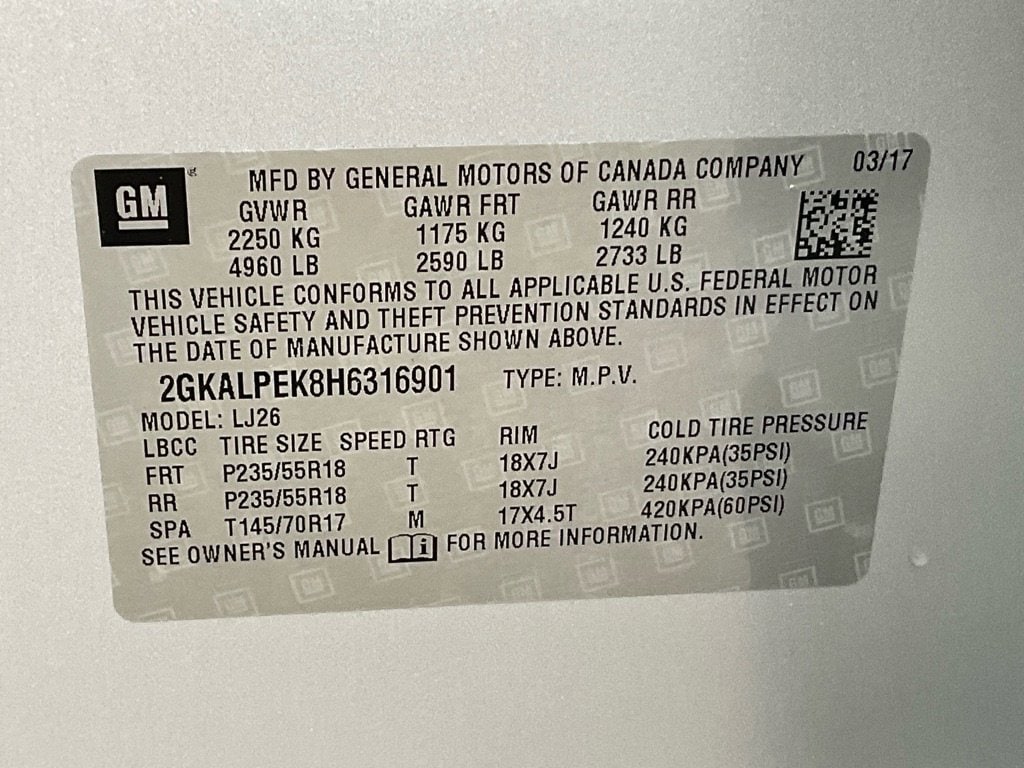 GM MFD BY GENERAL MOTORS OF CANADA COMPANY 03/17
GVWR GAWR FRT GAWR RR
2250 KG 1175 KG 1240 KG
4960 LB 2590 LB 2733 LB
THIS VEHICLE CONFORMS TO ALL APPLICABLE U.S. FEDERAL MOTOR
VEHICLE SAFETY AND THEFT PREVENTION STANDARDS IN EFFECT ON
THE DATE OF MANUFACTURE SHOWN ABOVE.
2GKALPEK8H6316901 TYPE: M.P.V.
MODEL: LJ26
LBCC TIRE SIZE SPEED RTG RIM COLD TIRE PRESSURE
FRT P235/55R18 T 18X7J 240KPA(35PSI)
RR P235/55R18 T 18X7J 240KPA(35PSI)
SPA T145/70R17 M 17X4.5T 420KPA(60PSI)
SEE OWNER'S MANUAL i FOR MORE INFORMATION.